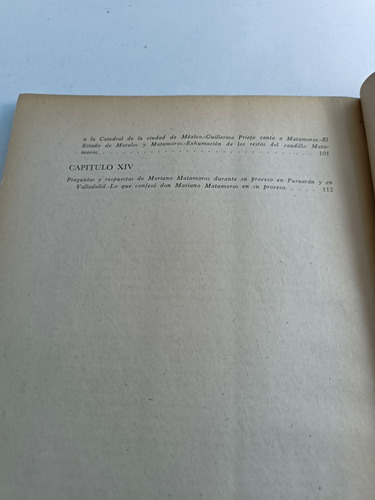 a la Catedral de la ciudad de México.-Guillermo Prieto canta a Matamoros.-El
Estado de Morelos y Matamoros.-Exhumación de los restos del caudillo Mata-
moros. . . . . . . . . . . . . . . . . . . . . . . . . . . . . . 101
CAPITULO XIV
Preguntas y respuestas de Mariano Matamoros durante su proceso en Puruarán y en
Valladolid.-Lo que confesó don Mariano Matamoros en su proceso. . . . . . 112